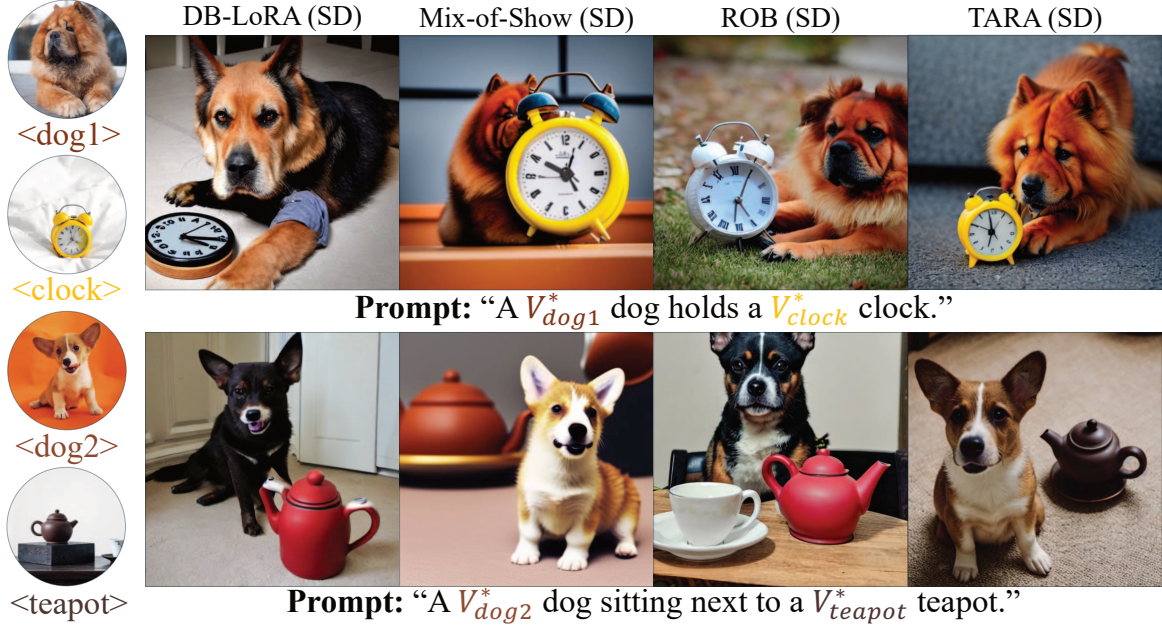 DB-LoRA (SD) Mix-of-Show (SD) ROB (SD) TARA (SD)
<dog1>
<clock>
Prompt: “A V*dog1 dog holds a V*clock clock.”
<dog2>
<teapot>
Prompt: “A V*dog2 dog sitting next to a V*teapot teapot.”